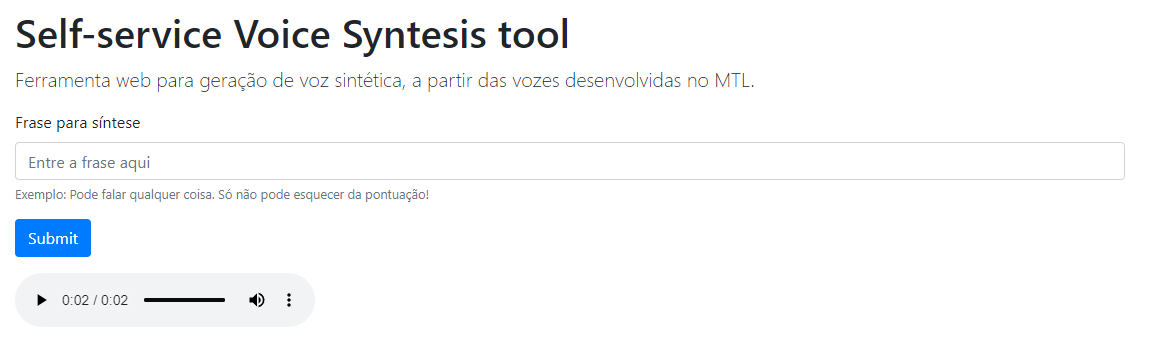 Self-service Voice Syntesis tool
Ferramenta web para geração de voz sintética, a partir das vozes desenvolvidas no MTL.
Frase para síntese
Entre a frase aqui
Exemplo: Pode falar qualquer coisa. Só não pode esquecer da pontuação!
Submit
0:02 / 0:02